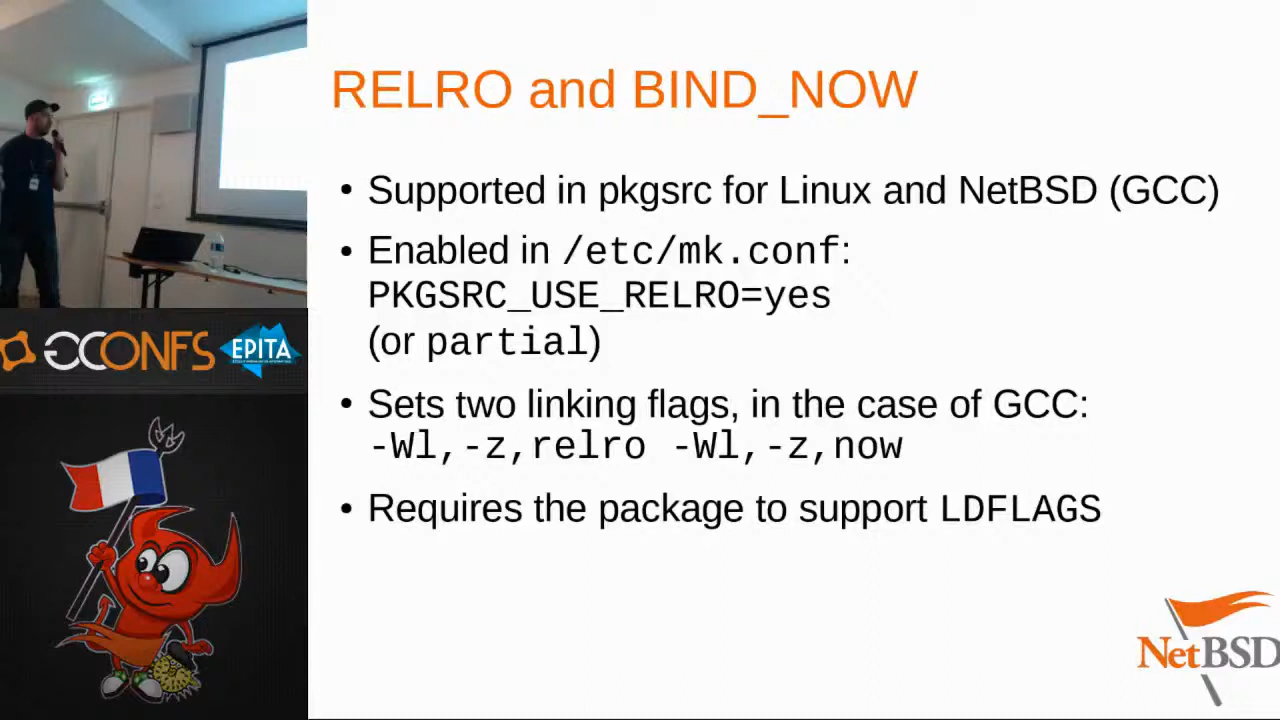 RELRO and BIND_NOW
• Supported in pkgsrc for Linux and NetBSD (GCC)
• Enabled in /etc/mk.conf:
PKGSRC_USE_RELRO=yes
(or partial)
• Sets two linking flags, in the case of GCC:
-Wl,-z,relro -Wl,-z,now
• Requires the package to support LDFLAGS
GCONFS
EPITA
NetBSD